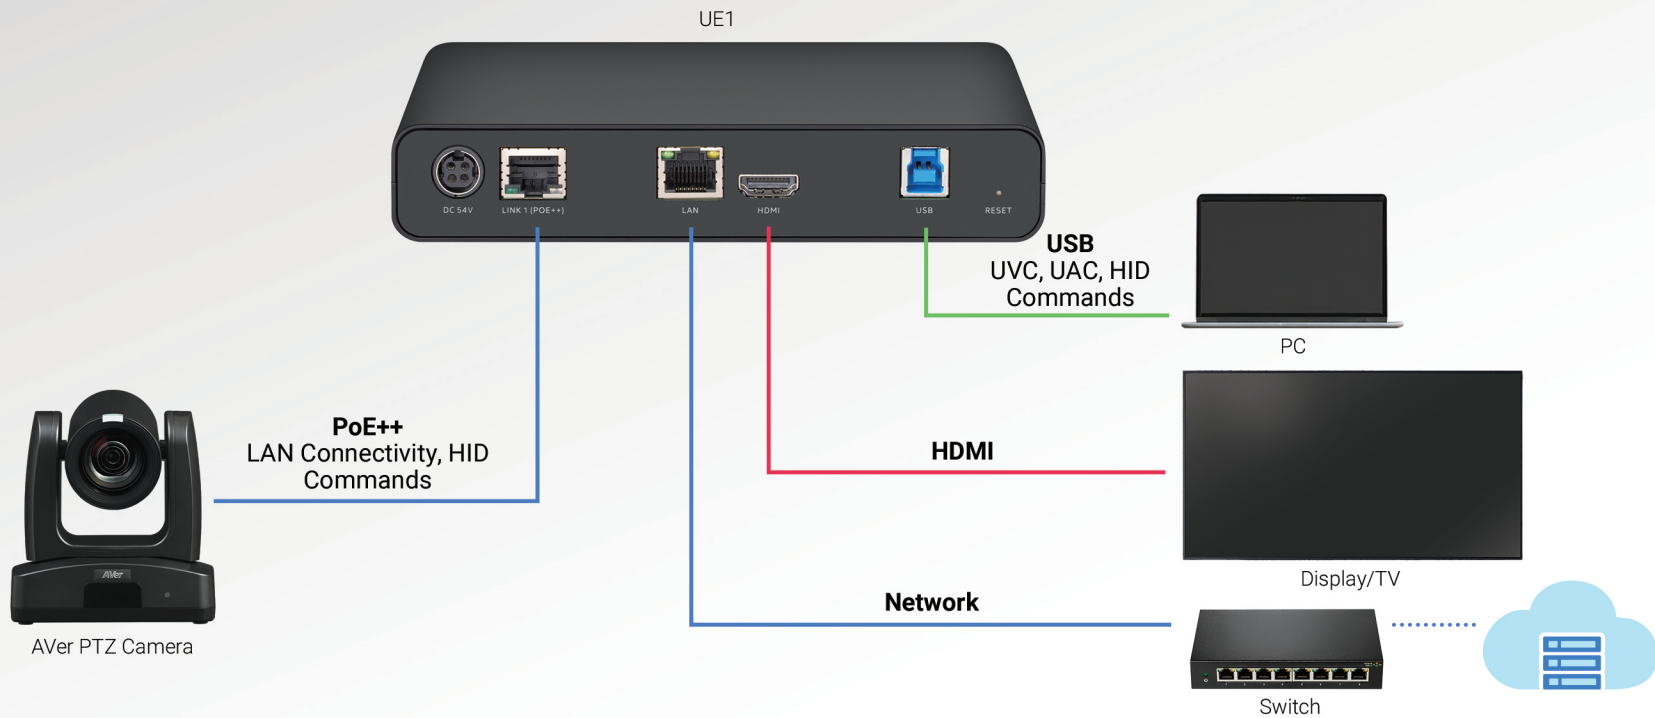 UE1
DC 54V
LINK 1 (POE++)
LAN
HDMI
USB
RESET
USB
UVC, UAC, HID
Commands
PC
PoE++
LAN Connectivity, HID
Commands
HDMI
AVer
AVer PTZ Camera
Display/TV
Network
Switch